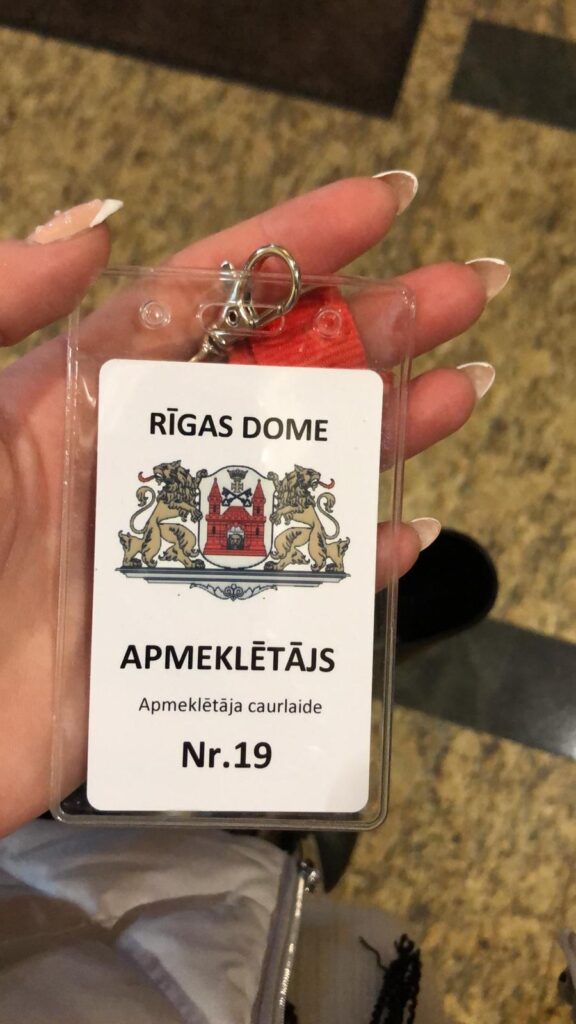 RĪGAS DOME
APMEKLĒTĀJS
Apmeklētāja caurlaide
Nr.19